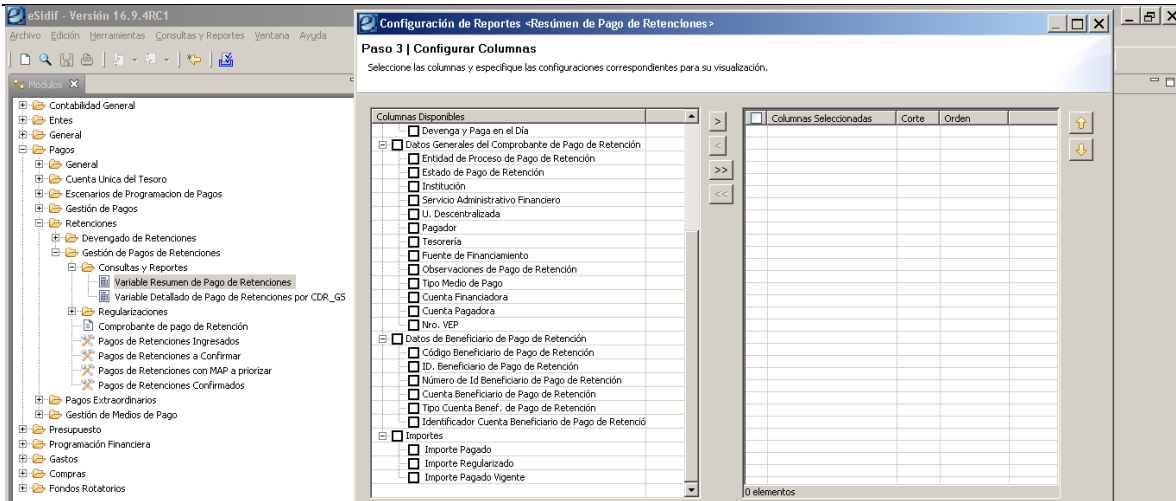 eSidif - Versión 16.9.4RC1
Archivo Edición Herramientas Consultas y Reportes Ventana Ayuda
Modulos
Contabilidad General
Entes
General
Pagos
General
Cuenta Unica del Tesoro
Escenarios de Programacion de Pagos
Gestión de Pagos
Retenciones
Devengado de Retenciones
Gestión de Pagos de Retenciones
Consultas y Reportes
Variable Resumen de Pago de Retenciones
Variable Detallado de Pago de Retenciones por CDR_GS
Regularizaciones
Comprobante de pago de Retención
Pagos de Retenciones Ingresados
Pagos de Retenciones a Confirmar
Pagos de Retenciones con MAP a priorizar
Pagos de Retenciones Confirmados
Pagos Extraordinarios
Gestión de Medios de Pago
Presupuesto
Programación Financiera
Gastos
Compras
Fondos Rotatorios
Configuración de Reportes <Resúmen de Pago de Retenciones>
Paso 3 | Configurar Columnas
Seleccione las columnas y especifique las configuraciones correspondientes para su visualización.
Columnas Disponibles
Devenga y Paga en el Día
Datos Generales del Comprobante de Pago de Retención
Entidad de Proceso de Pago de Retención
Estado de Pago de Retención
Institución
Servicio Administrativo Financiero
U. Descentralizada
Pagador
Tesorería
Fuente de Financiamiento
Observaciones de Pago de Retención
Tipo Medio de Pago
Cuenta Financiadora
Cuenta Pagadora
Nro. VEP
Datos de Beneficiario de Pago de Retención
Código Beneficiario de Pago de Retención
ID. Beneficiario de Pago de Retención
Número de Id Beneficiario de Pago de Retención
Cuenta Beneficiario de Pago de Retención
Tipo Cuenta Benef. de Pago de Retención
Identificador Cuenta Beneficiario de Pago de Retenció
Importes
Importe Pagado
Importe Regularizado
Importe Pagado Vigente
>
<
>>
<<
Columnas Seleccionadas Corte Orden
0 elementos